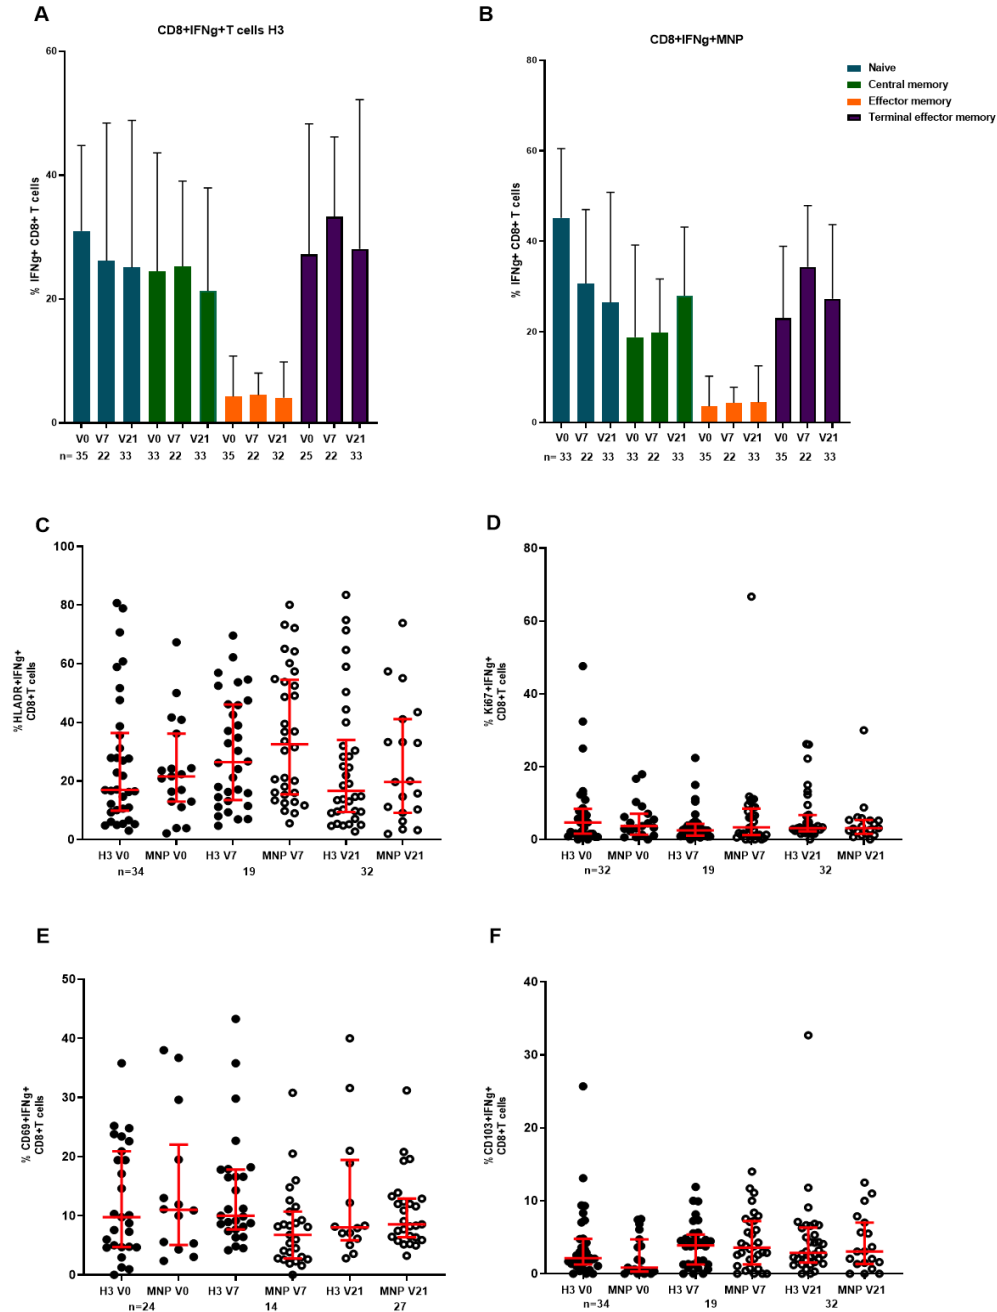 A
CD8+IFNg+T cells H3
60
40
20
0
% IFNg+ CD8+ T cells
V0 V7 V21 V0 V7 V21 V0 V7 V21 V0 V7 V21
n= 35 22 33 33 22 33 35 22 32 25 22 33
B
CD8+IFNg+MNP
80
60
40
20
0
% IFNg+ CD8+ T cells
V0 V7 V21 V0 V7 V21 V0 V7 V21 V0 V7 V21
n= 33 22 33 33 22 33 35 22 33 35 22 33
Naive
Central memory
Effector memory
Terminal effector memory
C
100
80
60
40
20
0
%HLADR+IFNg+
CD8+T cells
H3 V0 MNP V0 H3 V7 MNP V7 H3 V21 MNP V21
n=34 19 32
D
80
60
40
20
0
% Ki67+IFNg+
CD8+T cells
H3 V0 MNP V0 H3 V7 MNP V7 H3 V21 MNP V21
n=32 19 32
E
50
40
30
20
10
0
% CD69+IFNg+
CD8+T cells
H3 V0 MNP V0 H3 V7 MNP V7 H3 V21 MNP V21
n=24 14 27
F
40
30
20
10
0
% CD103+IFNg+
CD8+T cells
H3 V0 MNP V0 H3 V7 MNP V7 H3 V21 MNP V21
n=34 19 32